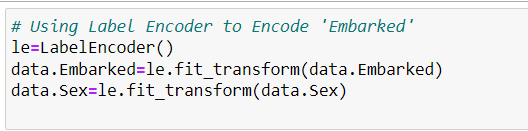 # Using Label Encoder to Encode 'Embarked'
le=LabelEncoder()
data.Embarked=le.fit_transform(data.Embarked)
data.Sex=le.fit_transform(data.Sex)